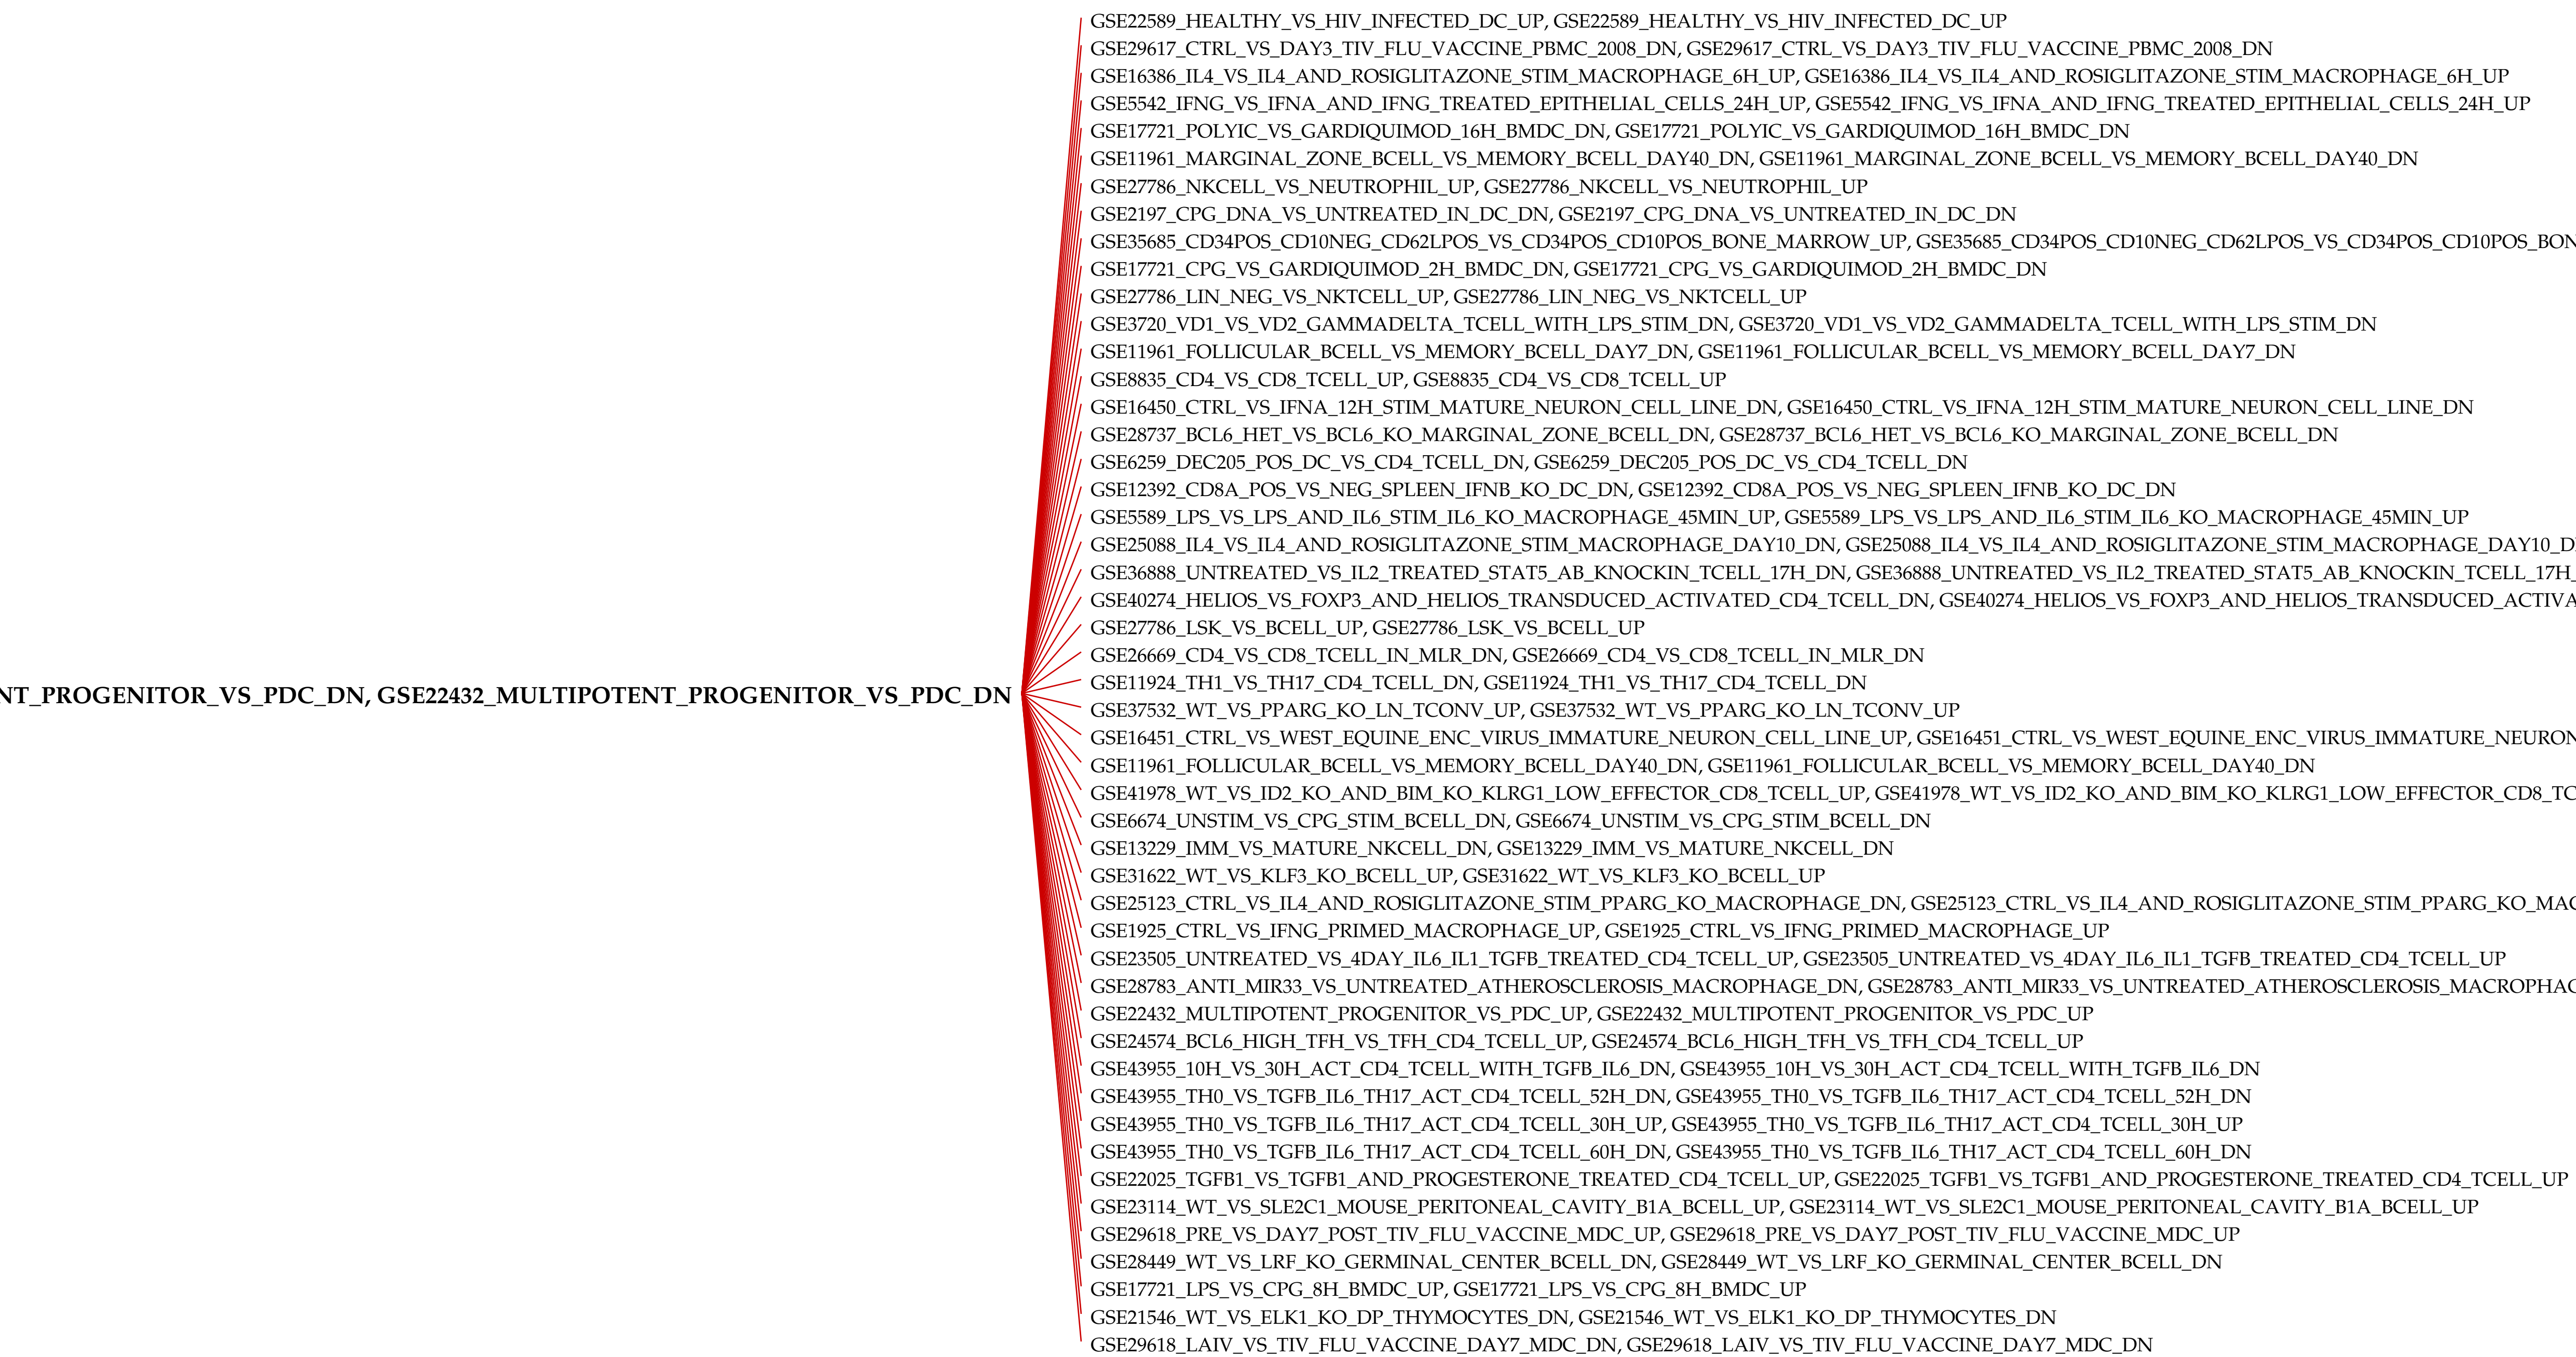 GSE22589_HEALTHY_VS_HIV_INFECTED_DC_UP, GSE22589_HEALTHY_VS_HIV_INFECTED_DC_UP
GSE29617_CTRL_VS_DAY3_TIV_FLU_VACCINE_PBMC_2008_DN, GSE29617_CTRL_VS_DAY3_TIV_FLU_VACCINE_PBMC_2008_DN
GSE16386_IL4_VS_IL4_AND_ROSIGLITAZONE_STIM_MACROPHAGE_6H_UP, GSE16386_IL4_VS_IL4_AND_ROSIGLITAZONE_STIM_MACROPHAGE_6H_UP
GSE5542_IFNG_VS_IFNA_AND_IFNG_TREATED_EPITHELIAL_CELLS_24H_UP, GSE5542_IFNG_VS_IFNA_AND_IFNG_TREATED_EPITHELIAL_CELLS_24H_UP
GSE17721_POLYIC_VS_GARDIQUIMOD_16H_BMDC_DN, GSE17721_POLYIC_VS_GARDIQUIMOD_16H_BMDC_DN
GSE11961_MARGINAL_ZONE_BCELL_VS_MEMORY_BCELL_DAY40_DN, GSE11961_MARGINAL_ZONE_BCELL_VS_MEMORY_BCELL_DAY40_DN
GSE27786_NKCELL_VS_NEUTROPHIL_UP, GSE27786_NKCELL_VS_NEUTROPHIL_UP
GSE2197_CPG_DNA_VS_UNTREATED_IN_DC_DN, GSE2197_CPG_DNA_VS_UNTREATED_IN_DC_DN
GSE35685_CD34POS_CD10NEG_CD62LPOS_VS_CD34POS_CD10POS_BONE_MARROW_UP, GSE35685_CD34POS_CD10NEG_CD62LPOS_VS_CD34POS_CD10POS_BON
GSE17721_CPG_VS_GARDIQUIMOD_2H_BMDC_DN, GSE17721_CPG_VS_GARDIQUIMOD_2H_BMDC_DN
GSE27786_LIN_NEG_VS_NKTCELL_UP, GSE27786_LIN_NEG_VS_NKTCELL_UP
GSE3720_VD1_VS_VD2_GAMMADELTA_TCELL_WITH_LPS_STIM_DN, GSE3720_VD1_VS_VD2_GAMMADELTA_TCELL_WITH_LPS_STIM_DN
GSE11961_FOLLICULAR_BCELL_VS_MEMORY_BCELL_DAY7_DN, GSE11961_FOLLICULAR_BCELL_VS_MEMORY_BCELL_DAY7_DN
GSE8835_CD4_VS_CD8_TCELL_UP, GSE8835_CD4_VS_CD8_TCELL_UP
GSE16450_CTRL_VS_IFNA_12H_STIM_MATURE_NEURON_CELL_LINE_DN, GSE16450_CTRL_VS_IFNA_12H_STIM_MATURE_NEURON_CELL_LINE_DN
GSE28737_BCL6_HET_VS_BCL6_KO_MARGINAL_ZONE_BCELL_DN, GSE28737_BCL6_HET_VS_BCL6_KO_MARGINAL_ZONE_BCELL_DN
GSE6259_DEC205_POS_DC_VS_CD4_TCELL_DN, GSE6259_DEC205_POS_DC_VS_CD4_TCELL_DN
GSE12392_CD8A_POS_VS_NEG_SPLEEN_IFNB_KO_DC_DN, GSE12392_CD8A_POS_VS_NEG_SPLEEN_IFNB_KO_DC_DN
GSE5589_LPS_VS_LPS_AND_IL6_STIM_IL6_KO_MACROPHAGE_45MIN_UP, GSE5589_LPS_VS_LPS_AND_IL6_STIM_IL6_KO_MACROPHAGE_45MIN_UP
GSE25088_IL4_VS_IL4_AND_ROSIGLITAZONE_STIM_MACROPHAGE_DAY10_DN, GSE25088_IL4_VS_IL4_AND_ROSIGLITAZONE_STIM_MACROPHAGE_DAY10_D
GSE36888_UNTREATED_VS_IL2_TREATED_STAT5_AB_KNOCKIN_TCELL_17H_DN, GSE36888_UNTREATED_VS_IL2_TREATED_STAT5_AB_KNOCKIN_TCELL_17H_
GSE40274_HELIOS_VS_FOXP3_AND_HELIOS_TRANSDUCED_ACTIVATED_CD4_TCELL_DN, GSE40274_HELIOS_VS_FOXP3_AND_HELIOS_TRANSDUCED_ACTIVA
GSE27786_LSK_VS_BCELL_UP, GSE27786_LSK_VS_BCELL_UP
GSE26669_CD4_VS_CD8_TCELL_IN_MLR_DN, GSE26669_CD4_VS_CD8_TCELL_IN_MLR_DN
GSE11924_TH1_VS_TH17_CD4_TCELL_DN, GSE11924_TH1_VS_TH17_CD4_TCELL_DN
NT_PROGENITOR_VS_PDC_DN, GSE22432_MULTIPOTENT_PROGENITOR_VS_PDC_DN
GSE37532_WT_VS_PPARG_KO_LN_TCONV_UP, GSE37532_WT_VS_PPARG_KO_LN_TCONV_UP
GSE16451_CTRL_VS_WEST_EQUINE_ENC_VIRUS_IMMATURE_NEURON_CELL_LINE_UP, GSE16451_CTRL_VS_WEST_EQUINE_ENC_VIRUS_IMMATURE_NEURON
GSE11961_FOLLICULAR_BCELL_VS_MEMORY_BCELL_DAY40_DN, GSE11961_FOLLICULAR_BCELL_VS_MEMORY_BCELL_DAY40_DN
GSE41978_WT_VS_ID2_KO_AND_BIM_KO_KLRG1_LOW_EFFECTOR_CD8_TCELL_UP, GSE41978_WT_VS_ID2_KO_AND_BIM_KO_KLRG1_LOW_EFFECTOR_CD8_TC
GSE6674_UNSTIM_VS_CPG_STIM_BCELL_DN, GSE6674_UNSTIM_VS_CPG_STIM_BCELL_DN
GSE13229_IMM_VS_MATURE_NKCELL_DN, GSE13229_IMM_VS_MATURE_NKCELL_DN
GSE31622_WT_VS_KLF3_KO_BCELL_UP, GSE31622_WT_VS_KLF3_KO_BCELL_UP
GSE25123_CTRL_VS_IL4_AND_ROSIGLITAZONE_STIM_PPARG_KO_MACROPHAGE_DN, GSE25123_CTRL_VS_IL4_AND_ROSIGLITAZONE_STIM_PPARG_KO_MAC
GSE1925_CTRL_VS_IFNG_PRIMED_MACROPHAGE_UP, GSE1925_CTRL_VS_IFNG_PRIMED_MACROPHAGE_UP
GSE23505_UNTREATED_VS_4DAY_IL6_IL1_TGFB_TREATED_CD4_TCELL_UP, GSE23505_UNTREATED_VS_4DAY_IL6_IL1_TGFB_TREATED_CD4_TCELL_UP
GSE28783_ANTI_MIR33_VS_UNTREATED_ATHEROSCLEROSIS_MACROPHAGE_DN, GSE28783_ANTI_MIR33_VS_UNTREATED_ATHEROSCLEROSIS_MACROPHAG
GSE22432_MULTIPOTENT_PROGENITOR_VS_PDC_UP, GSE22432_MULTIPOTENT_PROGENITOR_VS_PDC_UP
GSE24574_BCL6_HIGH_TFH_VS_TFH_CD4_TCELL_UP, GSE24574_BCL6_HIGH_TFH_VS_TFH_CD4_TCELL_UP
GSE43955_10H_VS_30H_ACT_CD4_TCELL_WITH_TGFB_IL6_DN, GSE43955_10H_VS_30H_ACT_CD4_TCELL_WITH_TGFB_IL6_DN
GSE43955_TH0_VS_TGFB_IL6_TH17_ACT_CD4_TCELL_52H_DN, GSE43955_TH0_VS_TGFB_IL6_TH17_ACT_CD4_TCELL_52H_DN
GSE43955_TH0_VS_TGFB_IL6_TH17_ACT_CD4_TCELL_30H_UP, GSE43955_TH0_VS_TGFB_IL6_TH17_ACT_CD4_TCELL_30H_UP
GSE43955_TH0_VS_TGFB_IL6_TH17_ACT_CD4_TCELL_60H_DN, GSE43955_TH0_VS_TGFB_IL6_TH17_ACT_CD4_TCELL_60H_DN
GSE22025_TGFB1_VS_TGFB1_AND_PROGESTERONE_TREATED_CD4_TCELL_UP, GSE22025_TGFB1_VS_TGFB1_AND_PROGESTERONE_TREATED_CD4_TCELL_UP
GSE23114_WT_VS_SLE2C1_MOUSE_PERITONEAL_CAVITY_B1A_BCELL_UP, GSE23114_WT_VS_SLE2C1_MOUSE_PERITONEAL_CAVITY_B1A_BCELL_UP
GSE29618_PRE_VS_DAY7_POST_TIV_FLU_VACCINE_MDC_UP, GSE29618_PRE_VS_DAY7_POST_TIV_FLU_VACCINE_MDC_UP
GSE28449_WT_VS_LRF_KO_GERMINAL_CENTER_BCELL_DN, GSE28449_WT_VS_LRF_KO_GERMINAL_CENTER_BCELL_DN
GSE17721_LPS_VS_CPG_8H_BMDC_UP, GSE17721_LPS_VS_CPG_8H_BMDC_UP
GSE21546_WT_VS_ELK1_KO_DP_THYMOCYTES_DN, GSE21546_WT_VS_ELK1_KO_DP_THYMOCYTES_DN
GSE29618_LAIV_VS_TIV_FLU_VACCINE_DAY7_MDC_DN, GSE29618_LAIV_VS_TIV_FLU_VACCINE_DAY7_MDC_DN